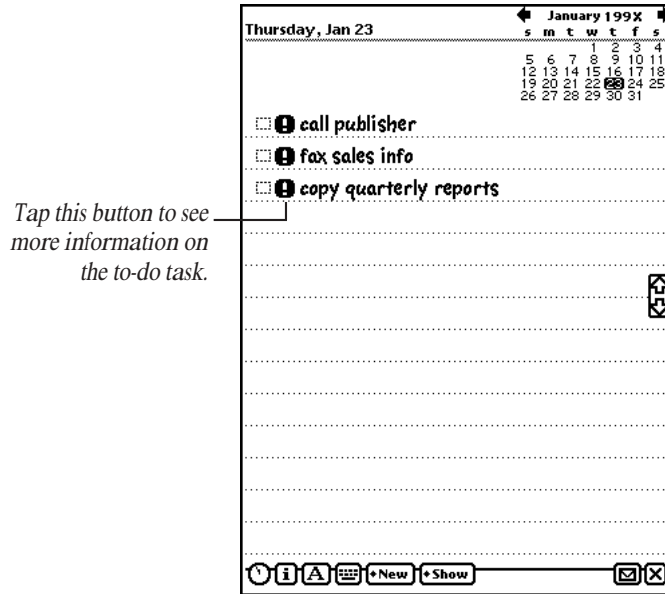 January 199X
Thursday, Jan 23
s m t w t f s
1 2 3 4
5 6 7 8 9 10 11
12 13 14 15 16 17 18
19 20 21 22 23 24 25
26 27 28 29 30 31
call publisher
fax sales info
copy quarterly reports
Tap this button to see
more information on
the to-do task.
i A New Show